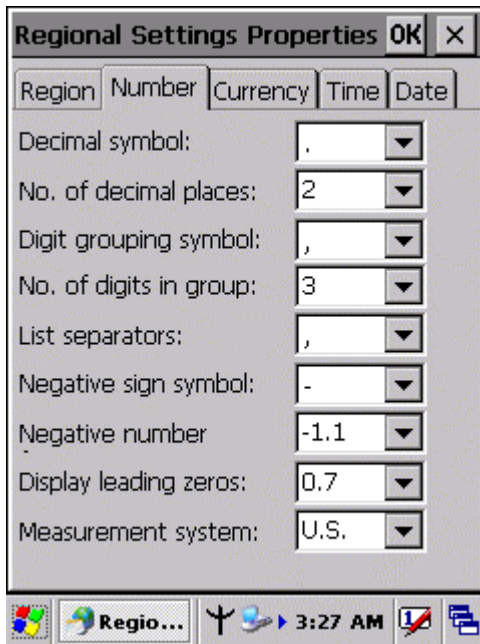 Regional Settings Properties OK ×
Region Number Currency Time Date
Decimal symbol: .
No. of decimal places: 2
Digit grouping symbol: ,
No. of digits in group: 3
List separators: ,
Negative sign symbol: -
Negative number -1.1
Display leading zeros: 0.7
Measurement system: U.S.
Regio... 3:27 AM